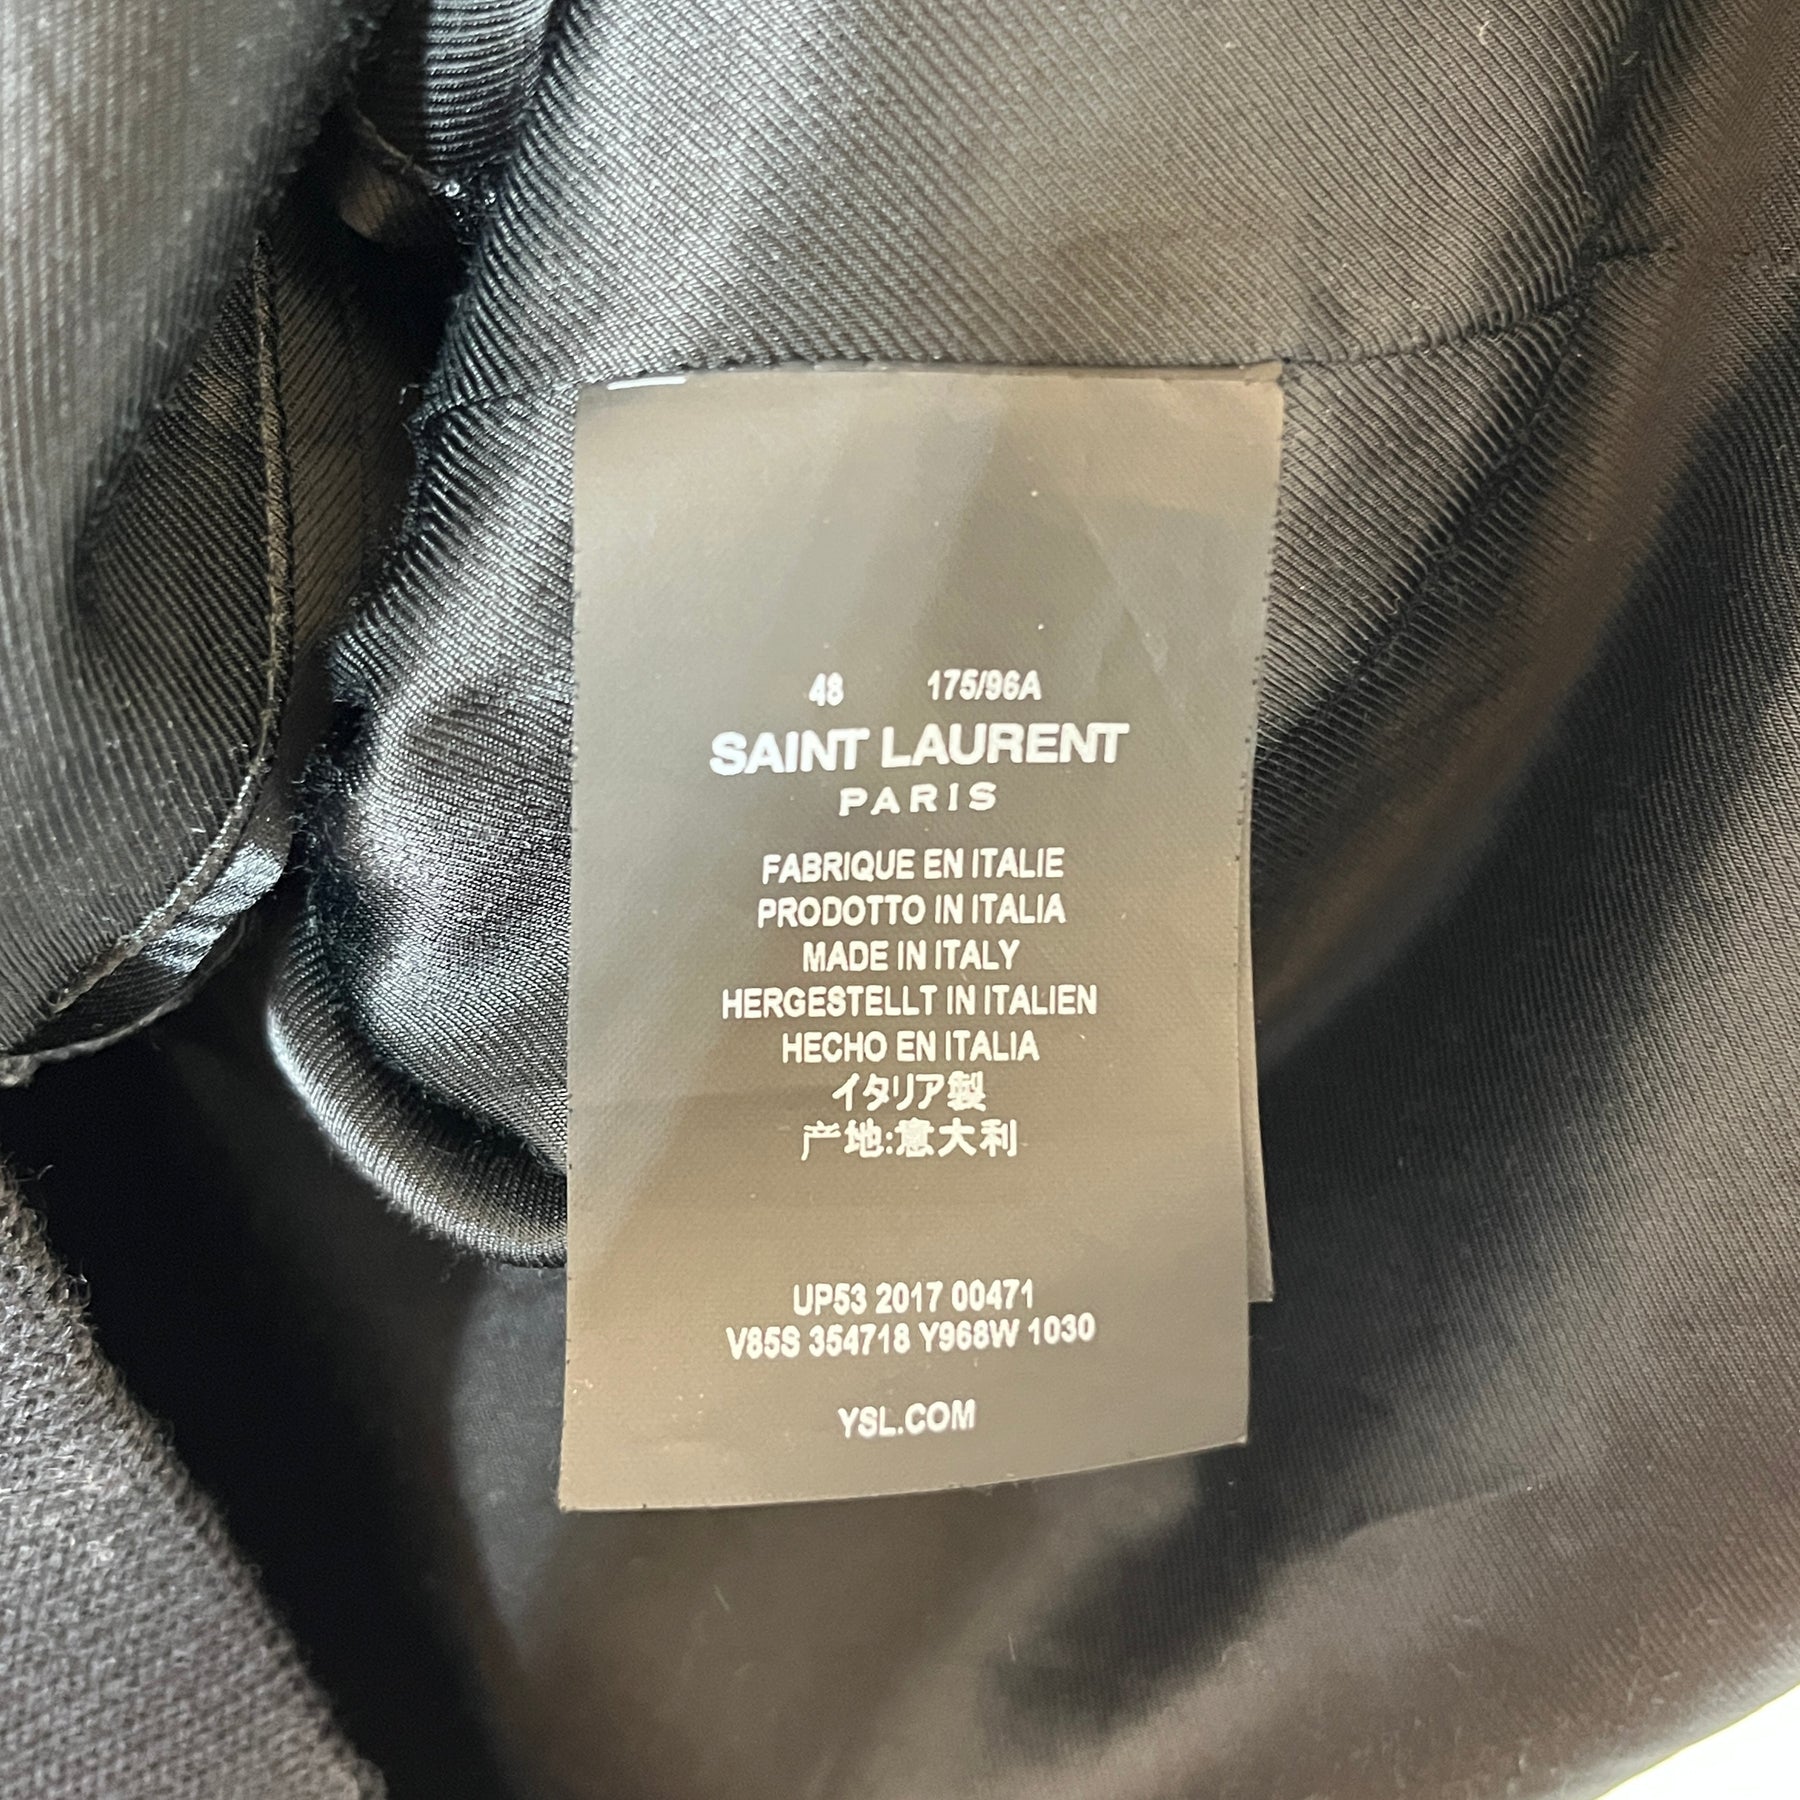 48 175/96A
SAINT LAURENT
PARIS
FABRIQUE EN ITALIE
PRODOTTO IN ITALIA
MADE IN ITALY
HERGESTELLT IN ITALIEN
HECHO EN ITALIA
イタリア製
产地:意大利
UP53 2017 00471
V85S 354718 Y968W 1030
YSL.COM